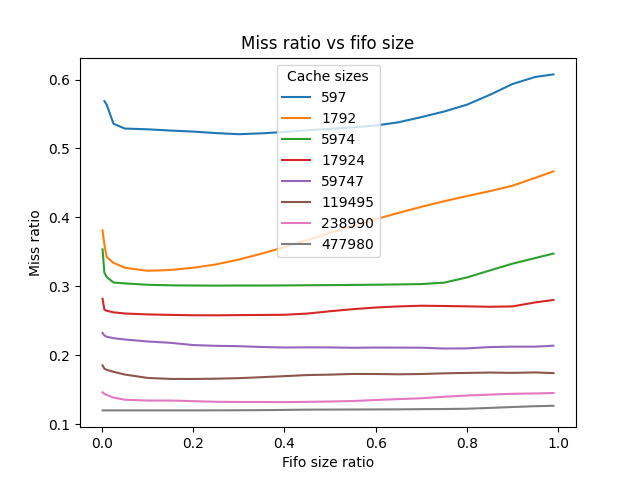 Miss ratio vs fifo size
Cache sizes
597
1792
5974
17924
59747
119495
238990
477980
Miss ratio
0.6
0.5
0.4
0.3
0.2
0.1
0.0 0.2 0.4 0.6 0.8 1.0
Fifo size ratio